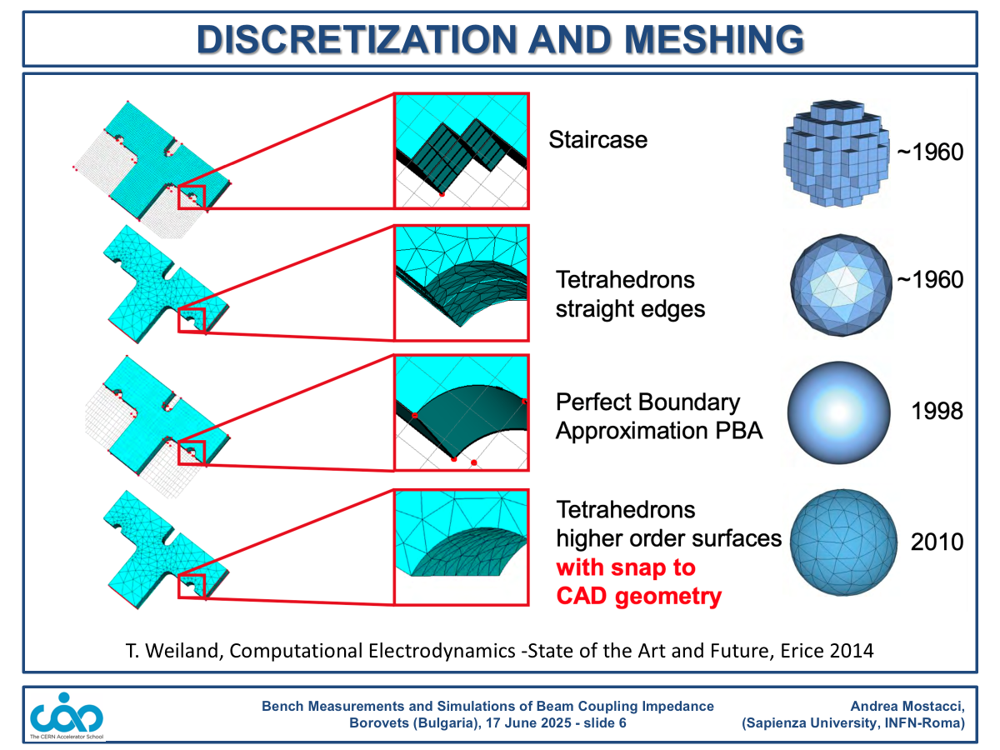 DISCRETIZATION AND MESHING
Staircase
~1960
Tetrahedrons
straight edges
~1960
Perfect Boundary
Approximation PBA
1998
Tetrahedrons
higher order surfaces
with snap to
CAD geometry
2010
T. Weiland, Computational Electrodynamics -State of the Art and Future, Erice 2014
The CERN Accelerator School
Bench Measurements and Simulations of Beam Coupling Impedance
Borovets (Bulgaria), 17 June 2025 - slide 6
Andrea Mostacci,
(Sapienza University, INFN-Roma)